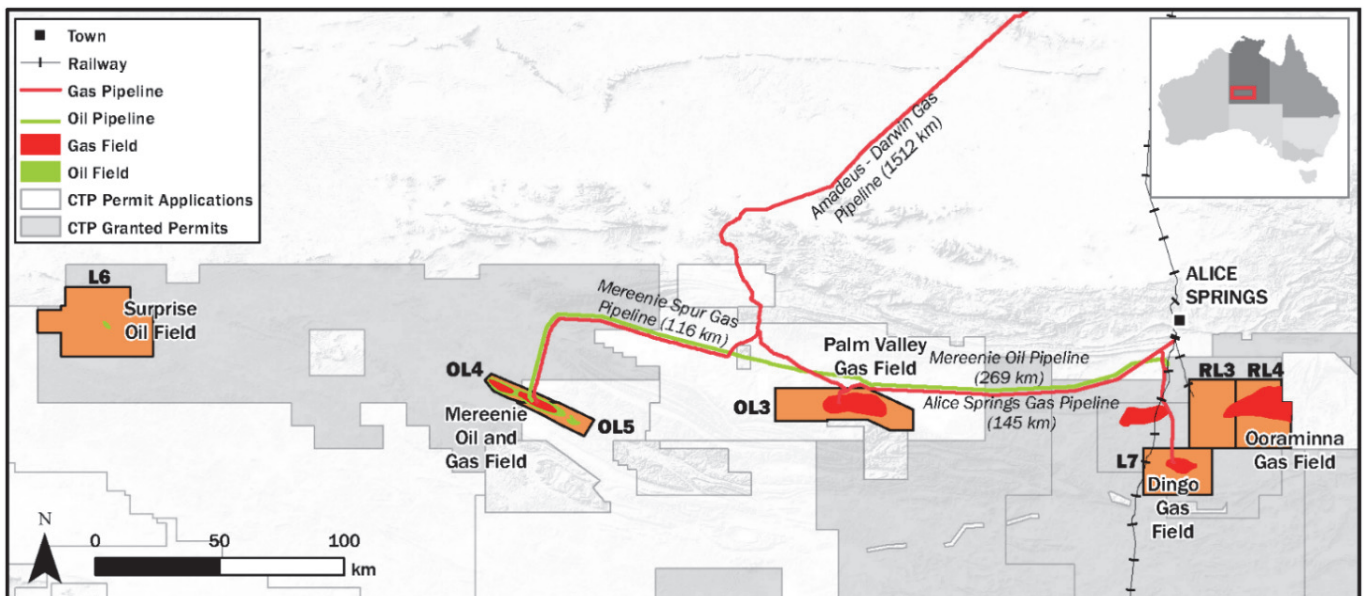 Town
Railway
Gas Pipeline
Oil Pipeline
Gas Field
Oil Field
CTP Permit Applications
CTP Granted Permits
Amadeus - Darwin Gas
Pipeline (1512 km)
L6
Surprise
Oil Field
Mereenie Spur Gas
Pipeline (116 km)
ALICE
SPRINGS
OL4
OL5
Mereenie
Oil and
Gas Field
Palm Valley
Gas Field
OL3
Mereenie Oil Pipeline
(269 km)
Alice Springs Gas Pipeline
(145 km)
RL3
RL4
Ooraminna
Gas Field
L7
Dingo
Gas
Field
N
0 50 100
km